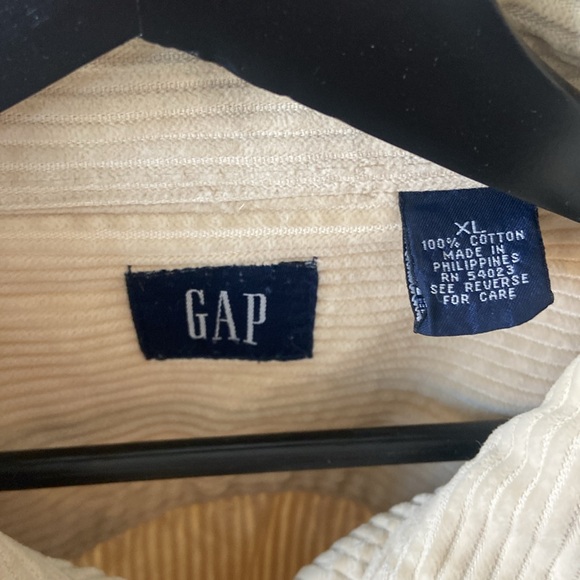 GAP
XL
100% COTTON
MADE IN
PHILIPPINES
RN 54023
SEE REVERSE
FOR CARE